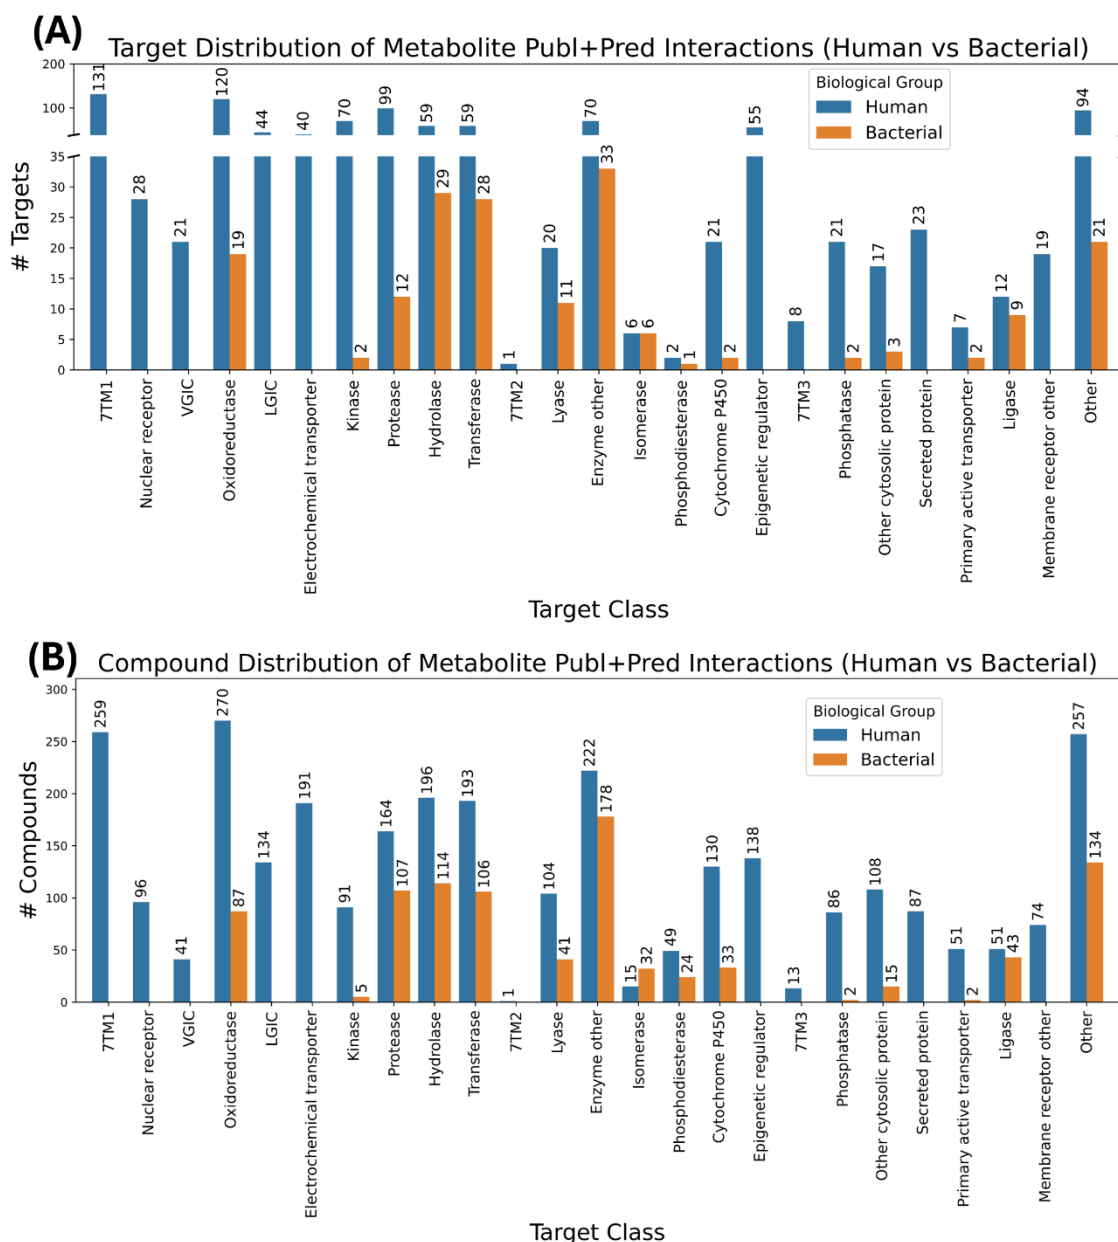 (A)
Target Distribution of Metabolite Publ+Pred Interactions (Human vs Bacterial)
# Targets
200
100
35
30
25
20
15
10
5
0
Biological Group
Human
Bacterial
131
28
21
120
19
44
40
70
2
99
12
59
29
59
28
1
20
11
70
33
6
6
2
1
21
2
55
8
21
2
17
3
23
7
2
12
9
19
94
21
7TM1
Nuclear receptor
VGIC
Oxidoreductase
LGIC
Electrochemical transporter
Kinase
Protease
Hydrolase
Transferase
7TM2
Lyase
Enzyme other
Isomerase
Phosphodiesterase
Cytochrome P450
Epigenetic regulator
7TM3
Phosphatase
Other cytosolic protein
Secreted protein
Primary active transporter
Ligase
Membrane receptor other
Other
Target Class
(B)
Compound Distribution of Metabolite Publ+Pred Interactions (Human vs Bacterial)
# Compounds
300
250
200
150
100
50
0
Biological Group
Human
Bacterial
259
96
41
270
87
134
191
91
5
164
107
196
114
193
106
1
104
41
222
178
15
32
49
24
130
33
138
13
86
2
108
15
87
51
2
51
43
74
257
134
7TM1
Nuclear receptor
VGIC
Oxidoreductase
LGIC
Electrochemical transporter
Kinase
Protease
Hydrolase
Transferase
7TM2
Lyase
Enzyme other
Isomerase
Phosphodiesterase
Cytochrome P450
Epigenetic regulator
7TM3
Phosphatase
Other cytosolic protein
Secreted protein
Primary active transporter
Ligase
Membrane receptor other
Other
Target Class